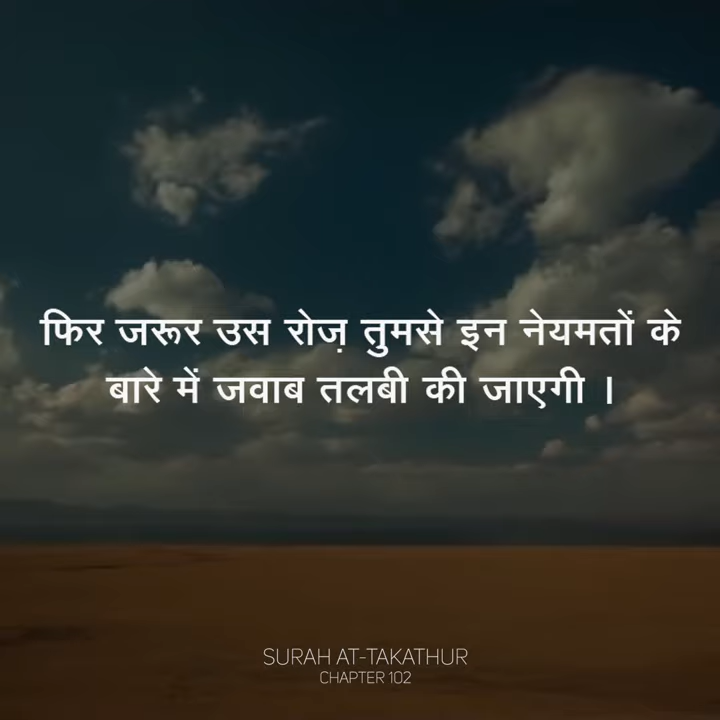 फिर जरूर उस रोज़ तुमसे इन नेयमतों के
बारे में जवाब तलबी की जाएगी ।
SURAH AT-TAKATHUR
CHAPTER 102